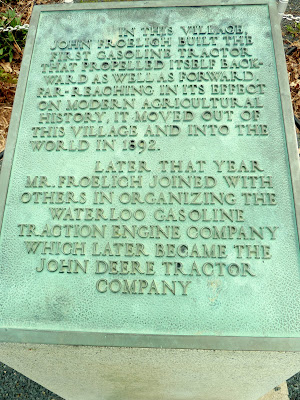 IN THIS VILLAGE
JOHN FROELICH BUILT THE
FIRST GASOLINE TRACTOR
THAT PROPELLED ITSELF BACK-
WARD AS WELL AS FORWARD.
FAR-REACHING IN ITS EFFECT
ON MODERN AGRICULTURAL
HISTORY, IT MOVED OUT OF
THIS VILLAGE AND INTO THE
WORLD IN 1892.
LATER THAT YEAR
MR. FROELICH JOINED WITH
OTHERS IN ORGANIZING THE
WATERLOO GASOLINE
TRACTION ENGINE COMPANY
WHICH LATER BECAME THE
JOHN DEERE TRACTOR
COMPANY